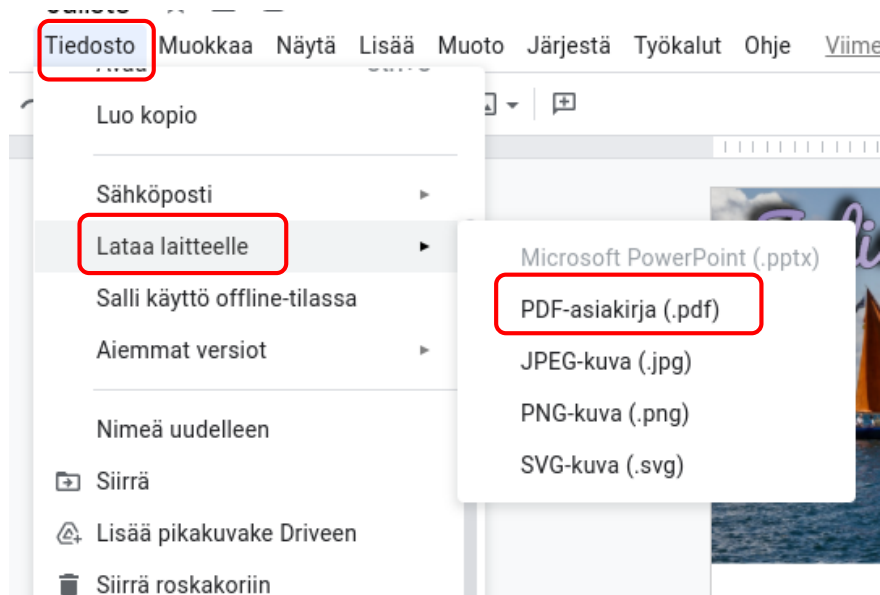 Tiedosto Muokkaa Näytä Lisää Muoto Järjestä Työkalut Ohje Viime
Luo kopio
Sähköposti
Lataa laitteelle
Salli käyttö offline-tilassa
Aiemmat versiot
Nimeä uudelleen
Siirrä
Lisää pikakuvake Driveen
Siirrä roskakoriin
Microsoft PowerPoint (.pptx)
PDF-asiakirja (.pdf)
JPEG-kuva (.jpg)
PNG-kuva (.png)
SVG-kuva (.svg)